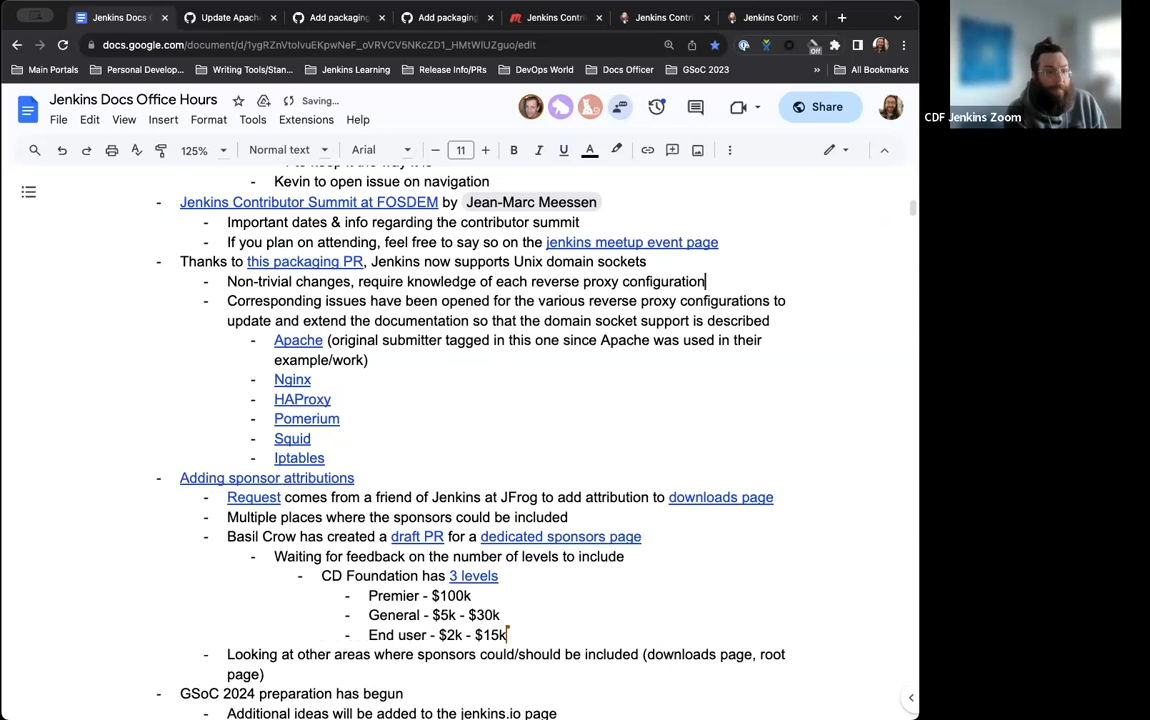 Jenkins Docs
Update Apach
Add packaging
Add packaging
Jenkins Contri
Jenkins Contr
Jenkins Contri
docs.google.com/document/d/1ygRZnVtoIvuEKpwNeF_oVRVCV5NKcZD1_HMtWlUZguo/edit
Off
Main Portals
Personal Develop...
Writing Tools/Stan...
Jenkins Learning
Release Info/PRs
DevOps World
Docs Officer
GSoC 2023
»
All Bookmarks
Jenkins Docs Office Hours
Saving...
File Edit View Insert Format Tools Extensions Help
Share
CDF Jenkins Zoom
125% Normal text Arial - 11 + B I U A
- Kevin to open issue on navigation
- Jenkins Contributor Summit at FOSDEM by Jean-Marc Meessen
- Important dates & info regarding the contributor summit
- If you plan on attending, feel free to say so on the jenkins meetup event page
- Thanks to this packaging PR, Jenkins now supports Unix domain sockets
- Non-trivial changes, require knowledge of each reverse proxy configuration
- Corresponding issues have been opened for the various reverse proxy configurations to
update and extend the documentation so that the domain socket support is described
- Apache (original submitter tagged in this one since Apache was used in their
example/work)
- Nginx
- HAProxy
- Pomerium
- Squid
- Iptables
- Adding sponsor attributions
- Request comes from a friend of Jenkins at JFrog to add attribution to downloads page
- Multiple places where the sponsors could be included
- Basil Crow has created a draft PR for a dedicated sponsors page
- Waiting for feedback on the number of levels to include
- CD Foundation has 3 levels
- Premier - $100k
- General - $5k - $30k
- End user - $2k - $15k
- Looking at other areas where sponsors could/should be included (downloads page, root
page)
- GSoC 2024 preparation has begun
- Additional ideas will be added to the jenkins.io page